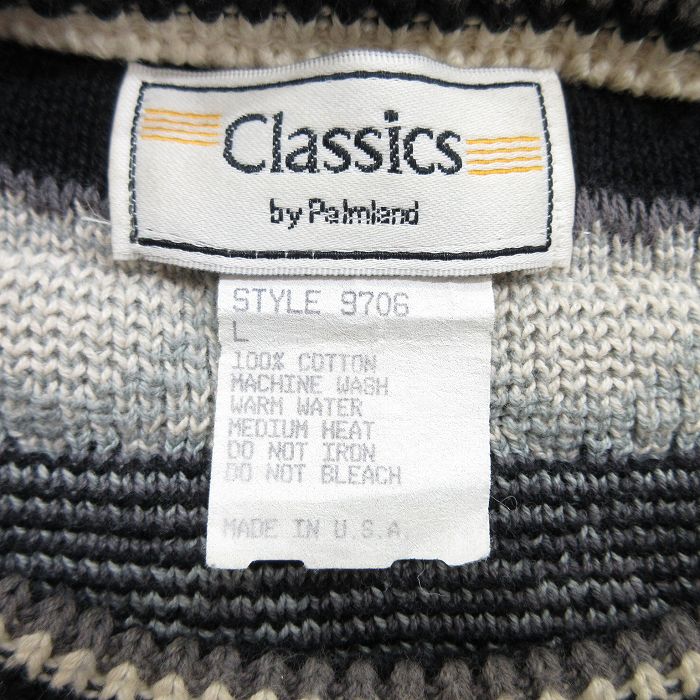 Classics
by Palmland
STYLE 9706
L
100% COTTON
MACHINE WASH
WARM WATER
MEDIUM HEAT
DO NOT IRON
DO NOT BLEACH
MADE IN U.S.A.